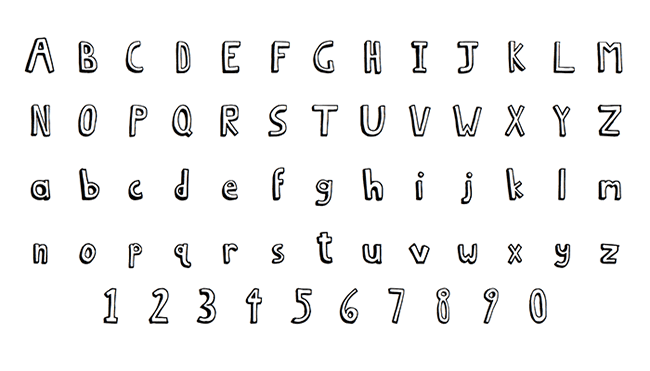 A B C D E F G H I J K L M
N O P Q R S T U V W X Y Z
a b c d e f g h i j k l m
n o p q r s t u v w x y z
1 2 3 4 5 6 7 8 9 0